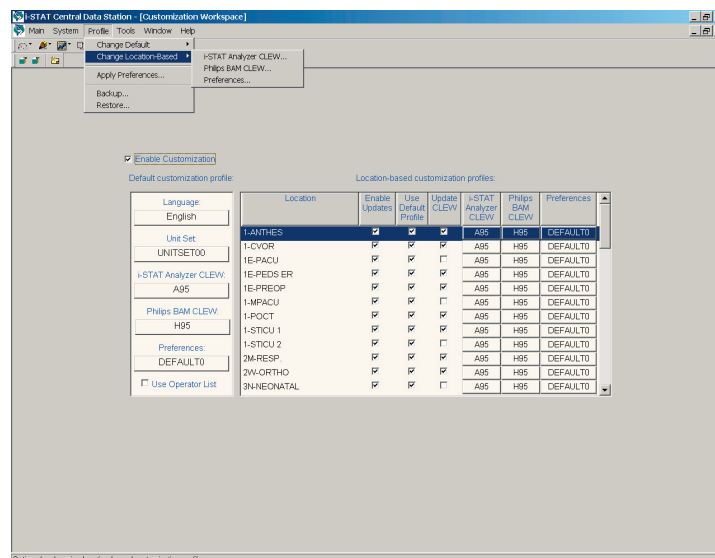 i-STAT Central Data Station - [Customization Workspace]
Main System Profile Tools Window Help
Change Default
Change Location-Based
Apply Preferences...
Backup...
Restore...
i-STAT Analyzer CLEW...
Philips BAM CLEW...
Preferences...
Enable Customization
Default customization profile:
Location-based customization profiles:
Language:
English
Unit Set:
UNITSET00
i-STAT Analyzer CLEW:
A95
Philips BAM CLEW:
H95
Preferences:
DEFAULT0
Use Operator List
Location Enable Updates Use Default Profile Update CLEW i-STAT Analyzer CLEW Philips BAM CLEW Preferences
1-ANTHES A95 H95 DEFAULT0
1-CVOR A95 H95 DEFAULT0
1E-PACU A95 H95 DEFAULT0
1E-PEDS ER A95 H95 DEFAULT0
1E-PREOP A95 H95 DEFAULT0
1-MPACU A95 H95 DEFAULT0
1-POCT A95 H95 DEFAULT0
1-STICU 1 A95 H95 DEFAULT0
1-STICU 2 A95 H95 DEFAULT0
2M-RESP. A95 H95 DEFAULT0
2W-ORTHO A95 H95 DEFAULT0
3N-NEONATAL A95 H95 DEFAULT0